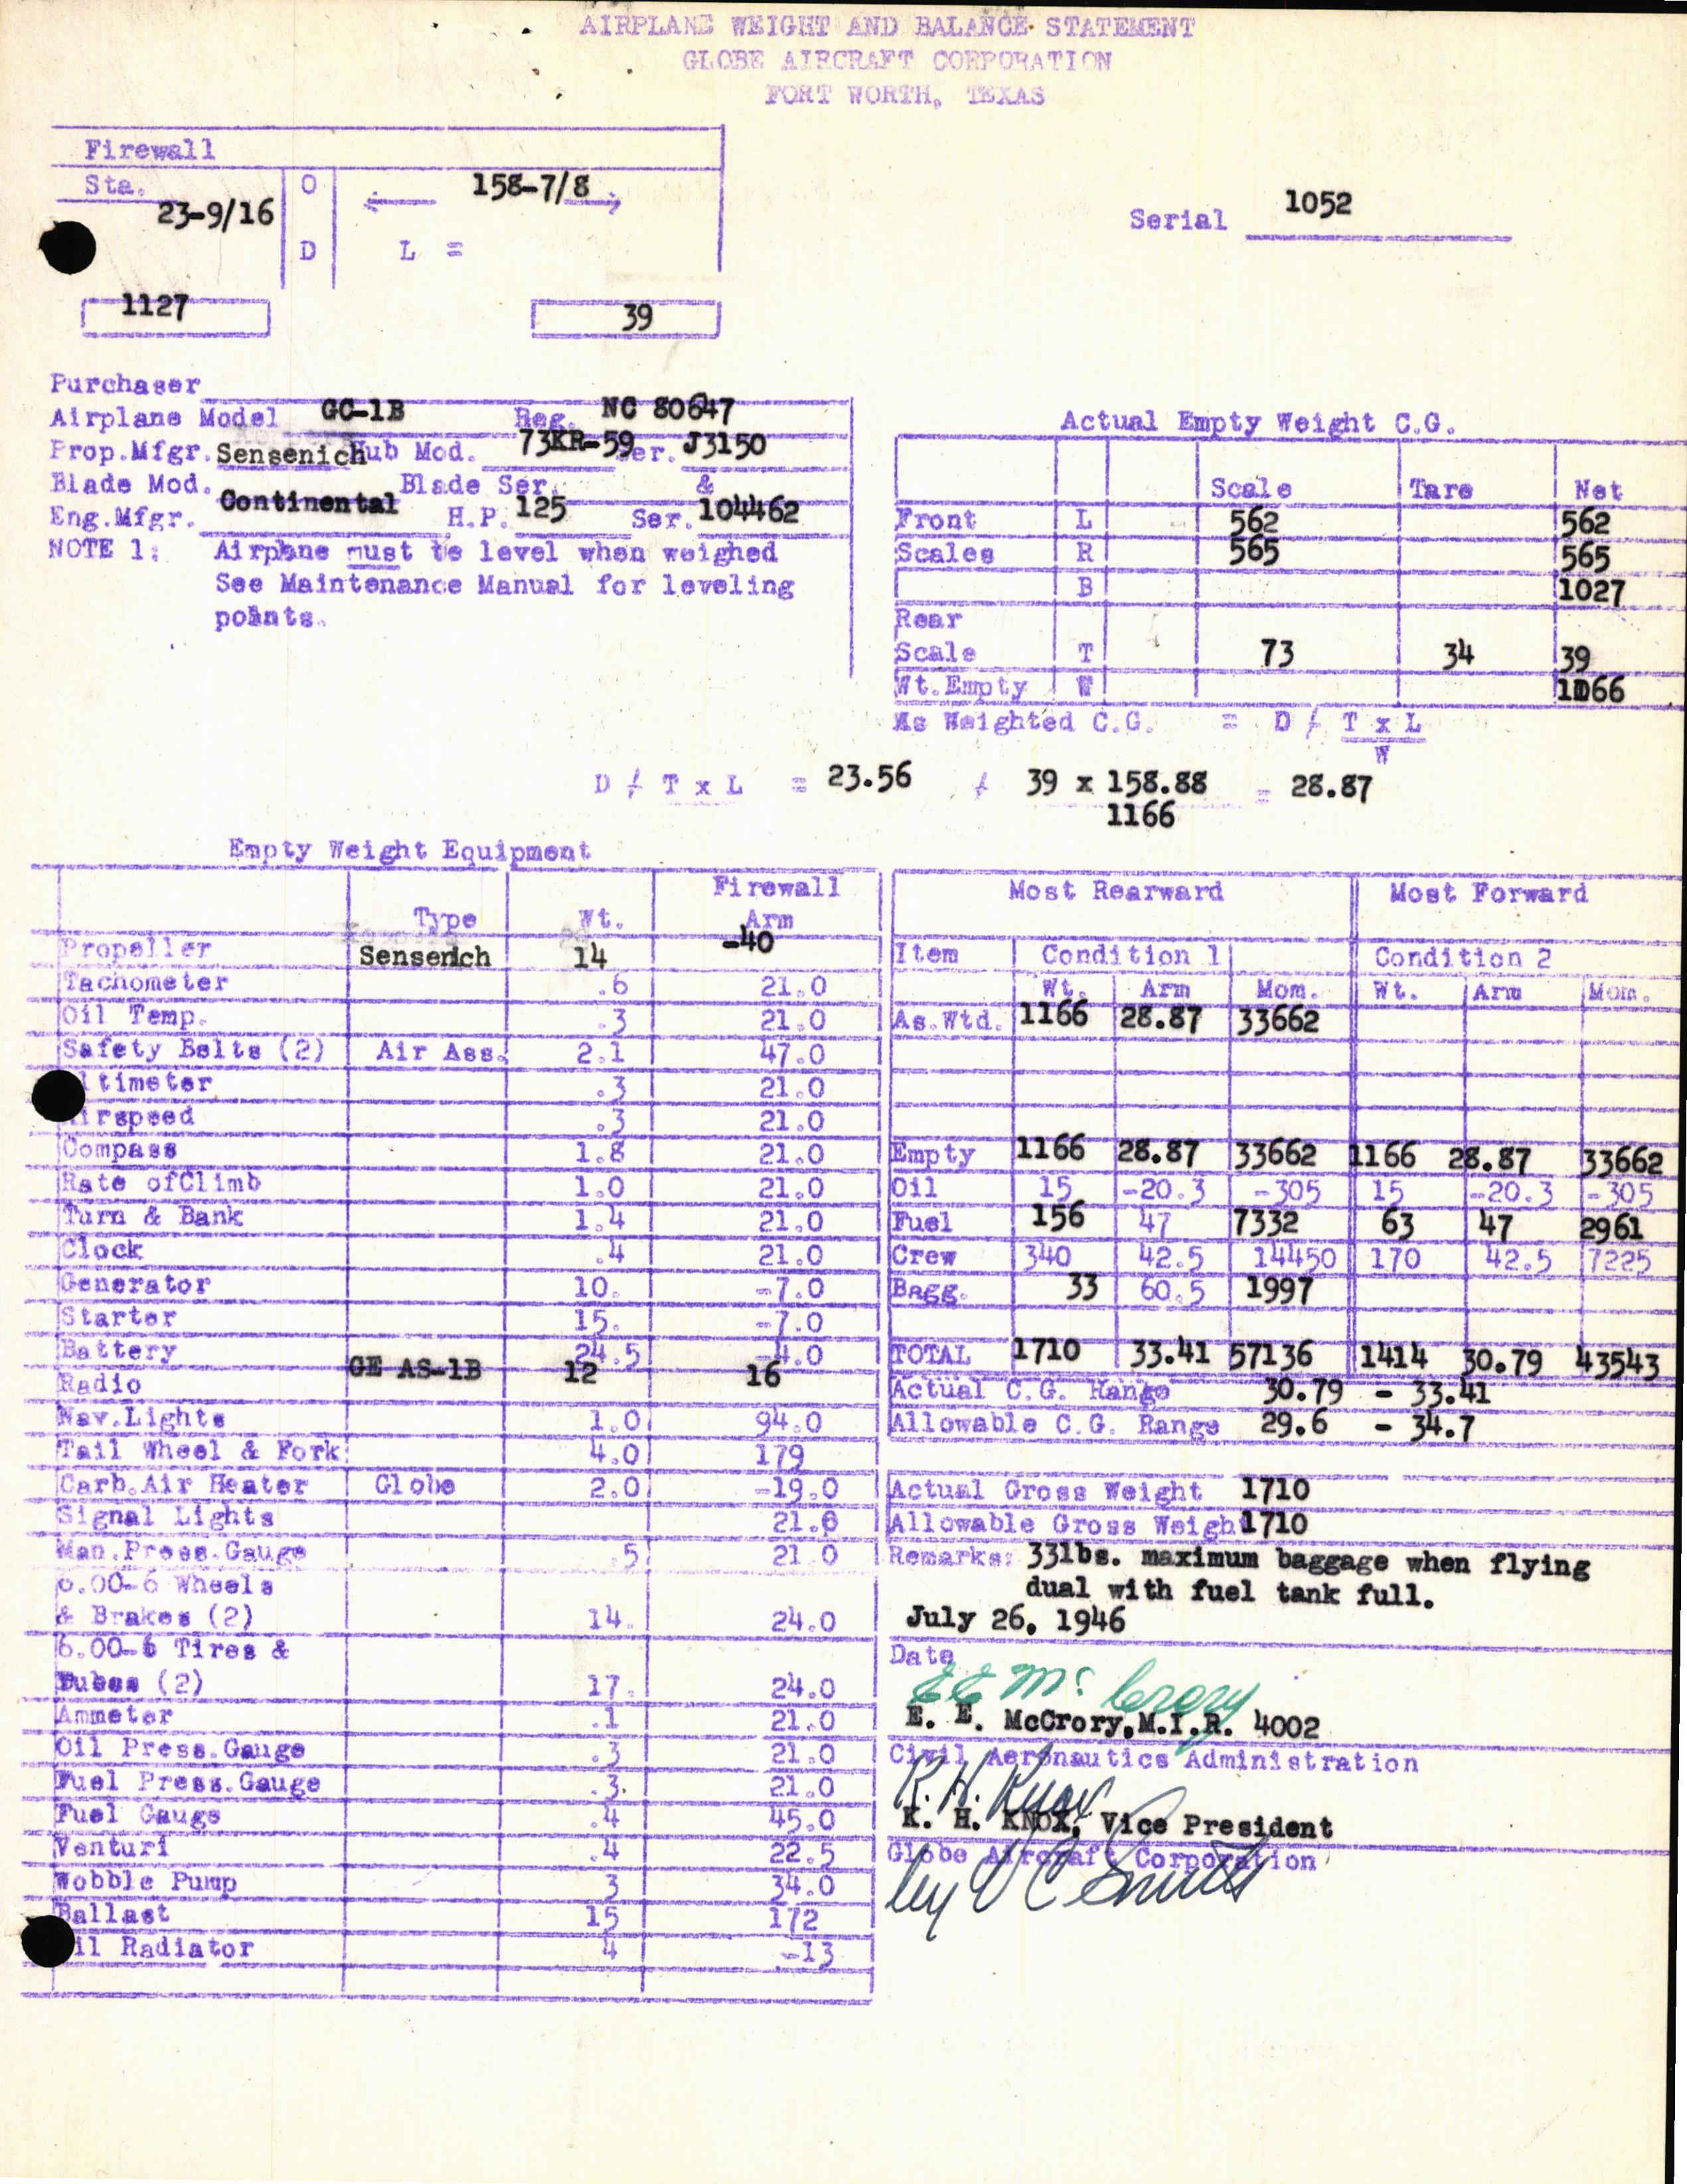 AIRPLANE WEIGHT AND BALANCE STATEMENT
GLOBE AIRCRAFT CORPORATION
FORT WORTH, TEXAS
Firewall
Sta. O 158-7/8
23-9/16
D L =
Serial 1052
1127 39
Purchaser
Airplane Model GC-1B Reg. NC 80647
Prop.Mfgr. Sensenich Hub Mod. 73KR-59 Ser. J3150
Blade Mod. Blade Ser. &
Eng.Mfgr. Continental H.P. 125 Ser. 104462
NOTE 1: Airplane must be level when weighed
See Maintenance Manual for leveling
points.
Actual Empty Weight C.G.
Scale Tare Net
Front L 562 562
Scales R 565 565
B 1027
Rear
Scale T 73 34 39
Wt.Empty W 1066
As Weighted C.G. = D / T x L
W
D / T x L = 23.56 / 39 x 158.88 = 28.87
1166
Empty Weight Equipment
Type Wt. Firewall Arm
Propeller Sensenich 14 -40
Tachometer .6 21.0
Oil Temp. .3 21.0
Safety Belts (2) Air Ass. 2.1 47.0
ltimeter .3 21.0
irspeed .3 21.0
Compass 1.8 21.0
Rate ofClimb 1.0 21.0
Turn & Bank 1.4 21.0
Clock .4 21.0
Generator 10. -7.0
Starter 15. -7.0
Battery 24.5 -4.0
Radio GE AS-1B 12 16
Nav.Lights 1.0 94.0
Tail Wheel & Fork 4.0 179
Carb.Air Heater Globe 2.0 -19.0
Signal Lights 21.6
Man.Press.Gauge .5 21.0
6.00-6 Wheels
& Brakes (2) 14. 24.0
6.00-6 Tires &
Tubes (2) 17. 24.0
Ammeter .1 21.0
Oil Press.Gauge .3 21.0
Fuel Press.Gauge .3 21.0
Fuel Gauge .4 45.0
Venturi .4 22.5
Wobble Pump 3 34.0
Ballast 15 172
il Radiator 4 -13
Most Rearward Most Forward
Item Condition 1 Condition 2
Wt. Arm Mom. Wt. Arm Mom.
As.Wtd. 1166 28.87 33662
Empty 1166 28.87 33662 1166 28.87 33662
Oil 15 -20.3 -305 15 -20.3 -305
Fuel 156 47 7332 63 47 2961
Crew 340 42.5 14450 170 42.5 7225
Bagg. 33 60.5 1997
TOTAL 1710 33.41 57136 1414 30.79 43543
Actual C.G. Range 30.79 - 33.41
Allowable C.G. Range 29.6 - 34.7
Actual Gross Weight 1710
Allowable Gross Weight 1710
Remarks: 33lbs. maximum baggage when flying
dual with fuel tank full.
July 26, 1946
Date
E E McCrory
E. E. McCrory,M.I.R. 4002
Civil Aeronautics Administration
K. H. Knox
K. H. KNOX, Vice President
Globe Aircraft Corporation
by